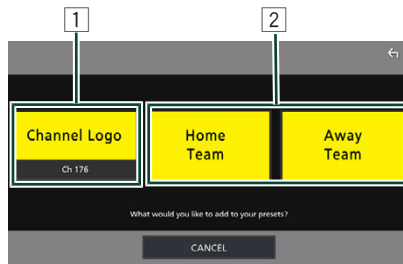 1
2
Channel Logo
Ch 176
Home
Team
Away
Team
What would you like to add to your presets?
CANCEL